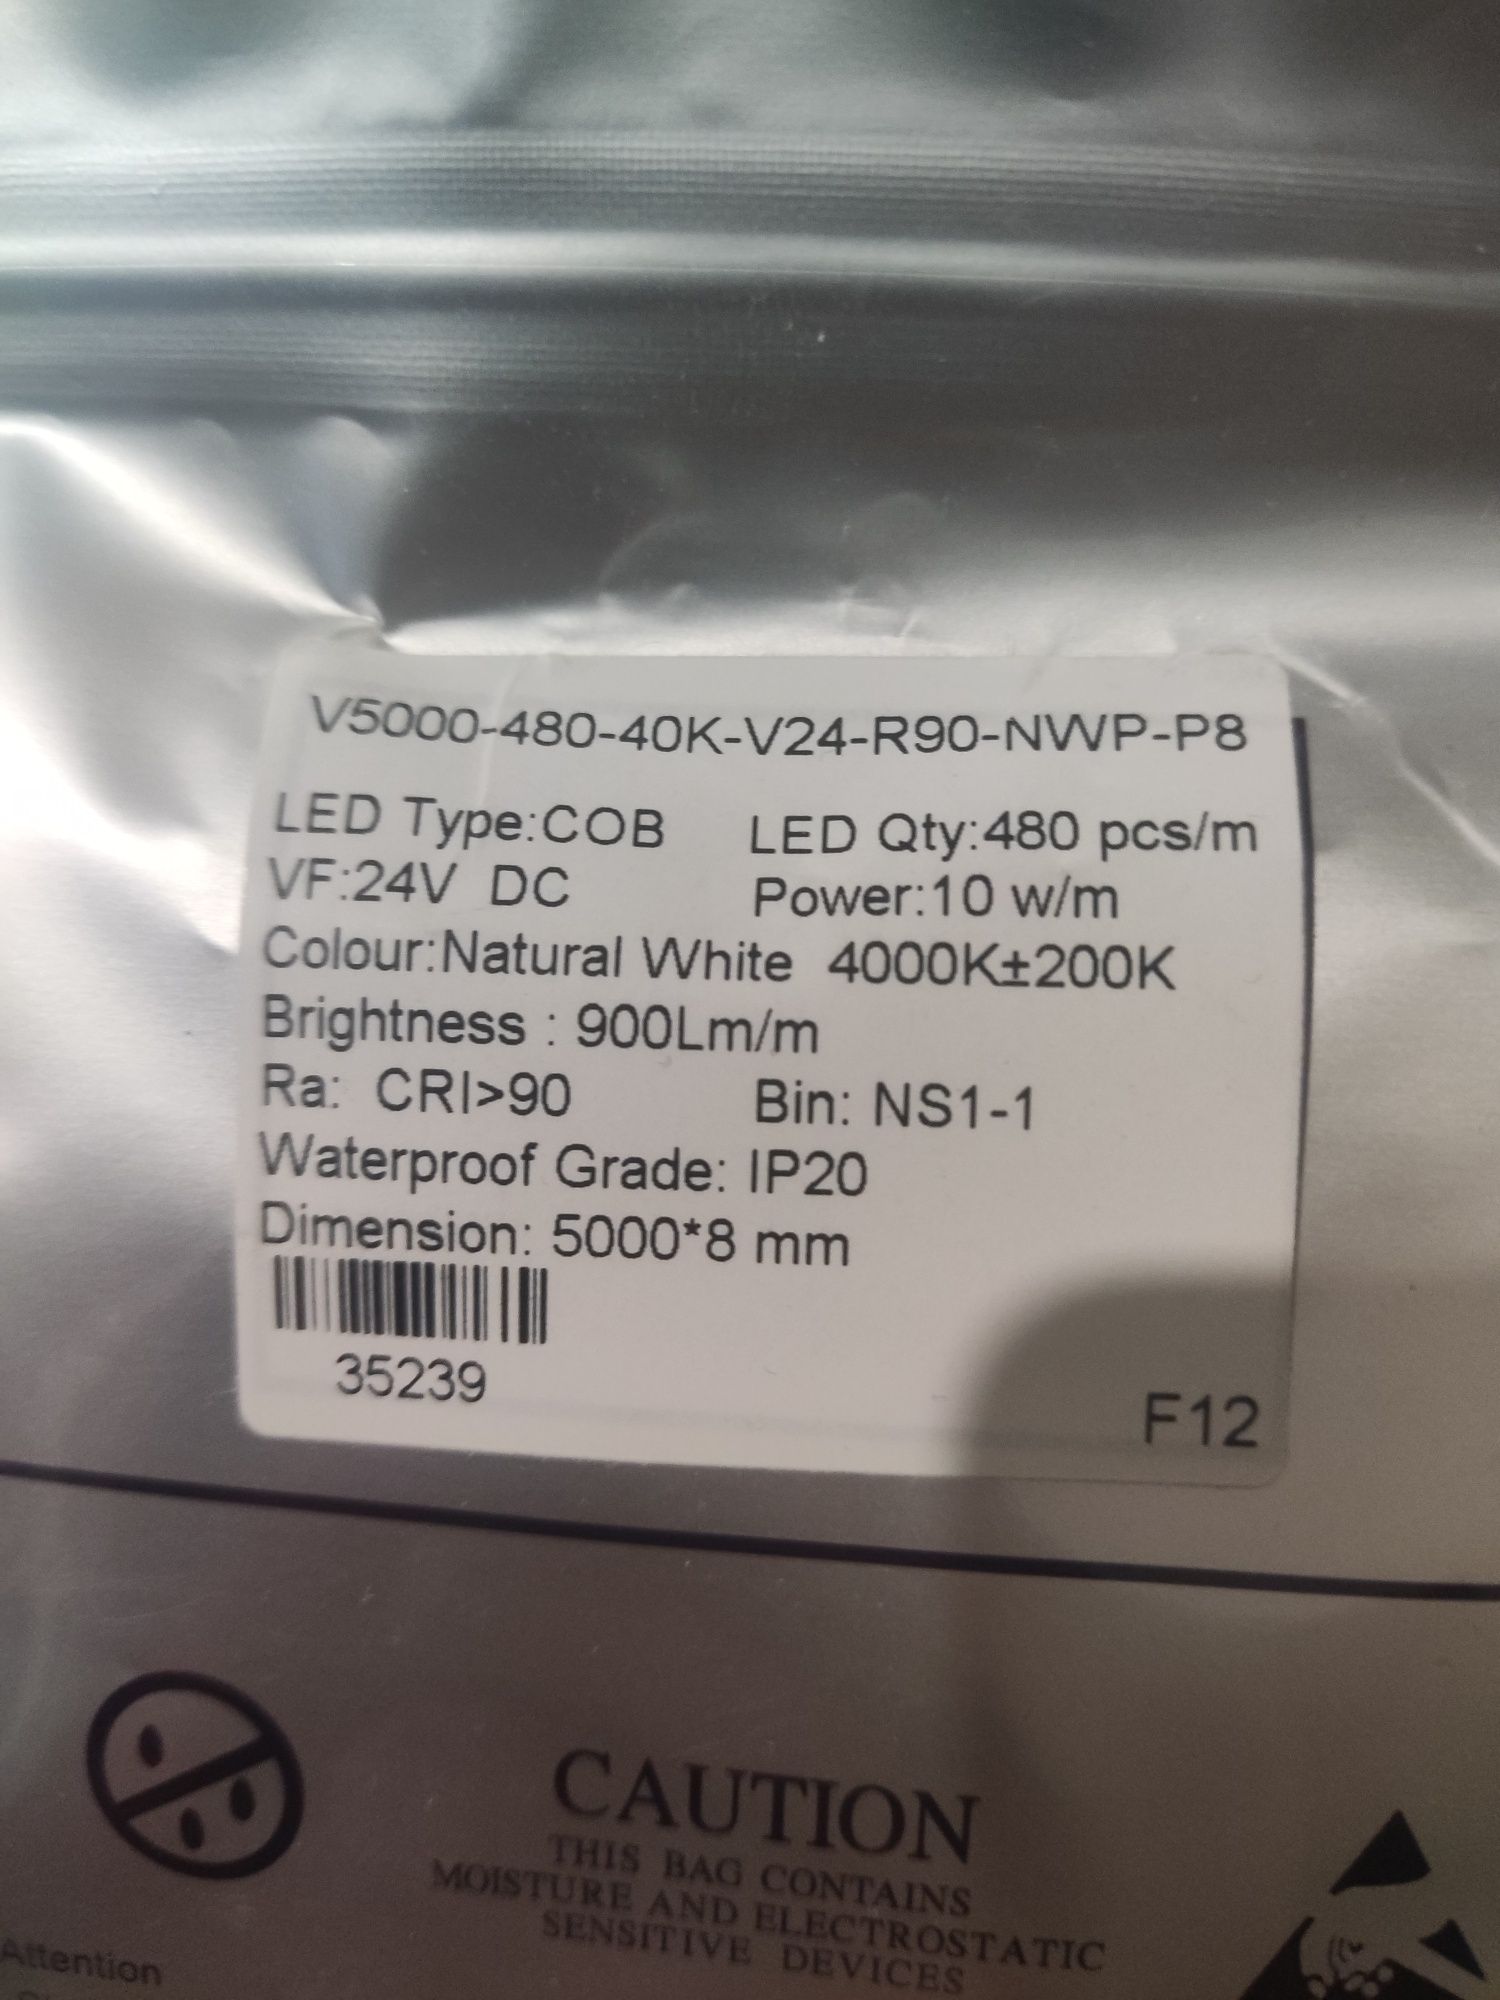 V5000-480-40K-V24-R90-NWP-P8
LED Type:COB LED Qty:480 pcs/m
VF:24V DC Power:10 w/m
Colour:Natural White 4000K±200K
Brightness : 900Lm/m
Ra: CRI>90 Bin: NS1-1
Waterproof Grade: IP20
Dimension: 5000*8 mm
35239
F12
CAUTION
THIS BAG CONTAINS
MOISTURE AND ELECTROSTATIC
SENSITIVE DEVICES
Attention